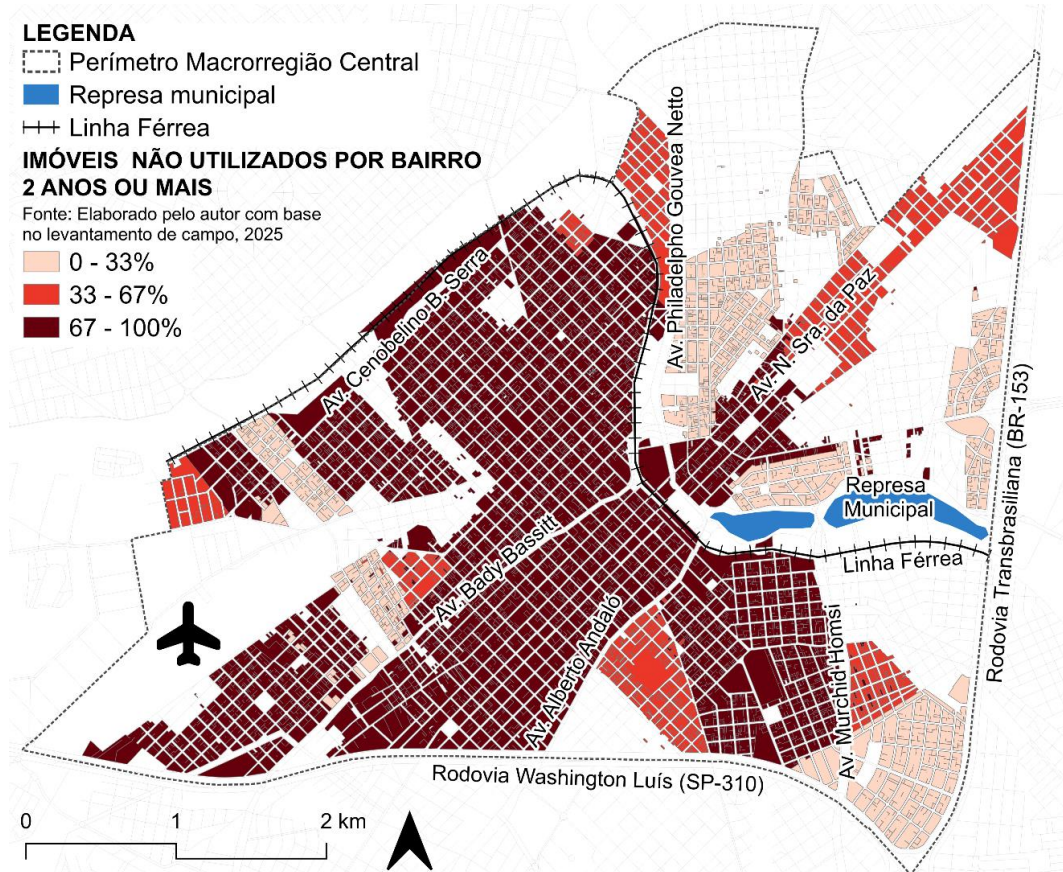 LEGENDA
Perímetro Macrorregião Central
Represa municipal
Linha Férrea
IMÓVEIS NÃO UTILIZADOS POR BAIRRO
2 ANOS OU MAIS
Fonte: Elaborado pelo autor com base
no levantamento de campo, 2025
0 - 33%
33 - 67%
67 - 100%
Av. Philadelpho Gouvea Netto
Av. Cenobelino B. Serra
Av. N. Sra. da Paz
Rodovia Transbrasiliana (BR-153)
Represa
Municipal
Av. Bady Bassitt
Linha Férrea
Av. Alberto Andaló
Av. Murchid Homsi
Rodovia Washington Luís (SP-310)
0 1 2 km